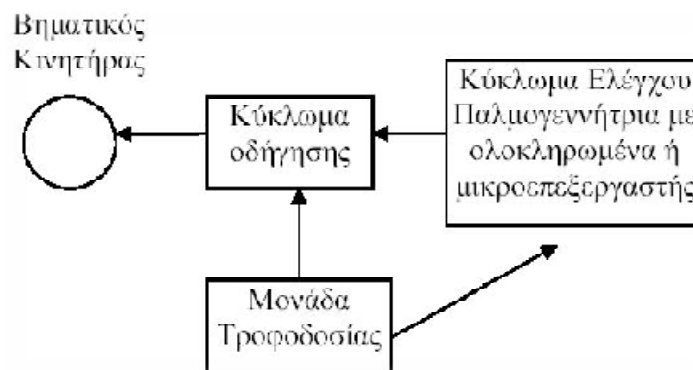 Βηματικός
Κινητήρας
Κύκλωμα
οδήγησης
Κύκλωμα Ελέγχου
Παλμογεννήτρια με
ολοκληρωμένα ή
μικροεπεξεργαστής
Μονάδα
Τροφοδοσίας